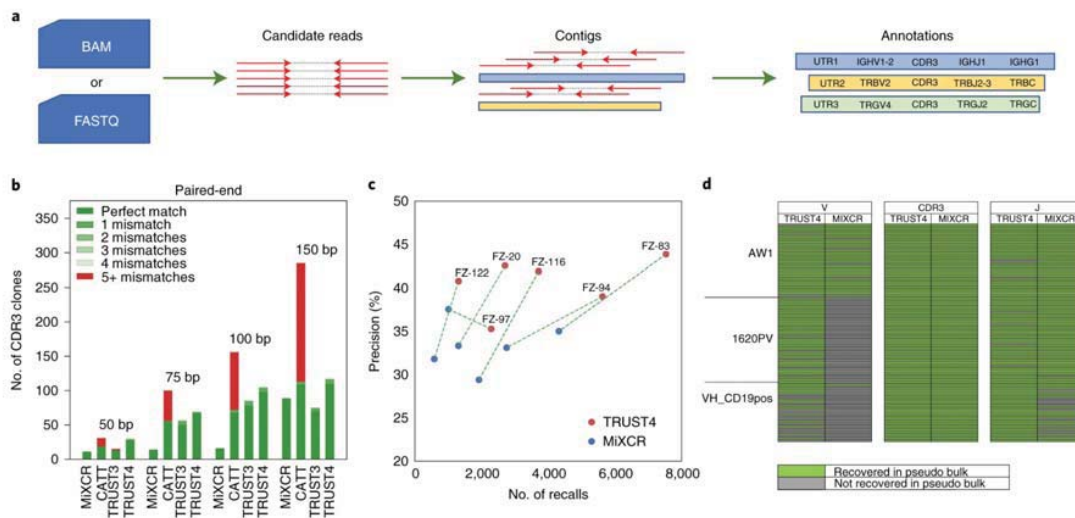 a
BAM
or
FASTQ
Candidate reads
Contigs
Annotations
UTR1 IGHV1-2 CDR3 IGHJ1 IGHG1
UTR2 TRBV2 CDR3 TRBJ2-3 TRBC
UTR3 TRGV4 CDR3 TRGJ2 TRGC
b
Paired-end
No. of CDR3 clones
350
300
250
200
150
100
50
0
Perfect match
1 mismatch
2 mismatches
3 mismatches
4 mismatches
5+ mismatches
50 bp
75 bp
100 bp
150 bp
MiXCR
CATT
TRUST3
TRUST4
MiXCR
CATT
TRUST3
TRUST4
MiXCR
CATT
TRUST3
TRUST4
MiXCR
CATT
TRUST3
TRUST4
c
Precision (%)
50
45
40
35
30
25
20
FZ-122
FZ-20
FZ-116
FZ-83
FZ-94
FZ-97
TRUST4
MiXCR
0 2,000 4,000 6,000 8,000
No. of recalls
d
V CDR3 J
TRUST4 MIXCR TRUST4 MIXCR TRUST4 MIXCR
AW1
1620PV
VH_CD19pos
Recovered in pseudo bulk
Not recovered in pseudo bulk